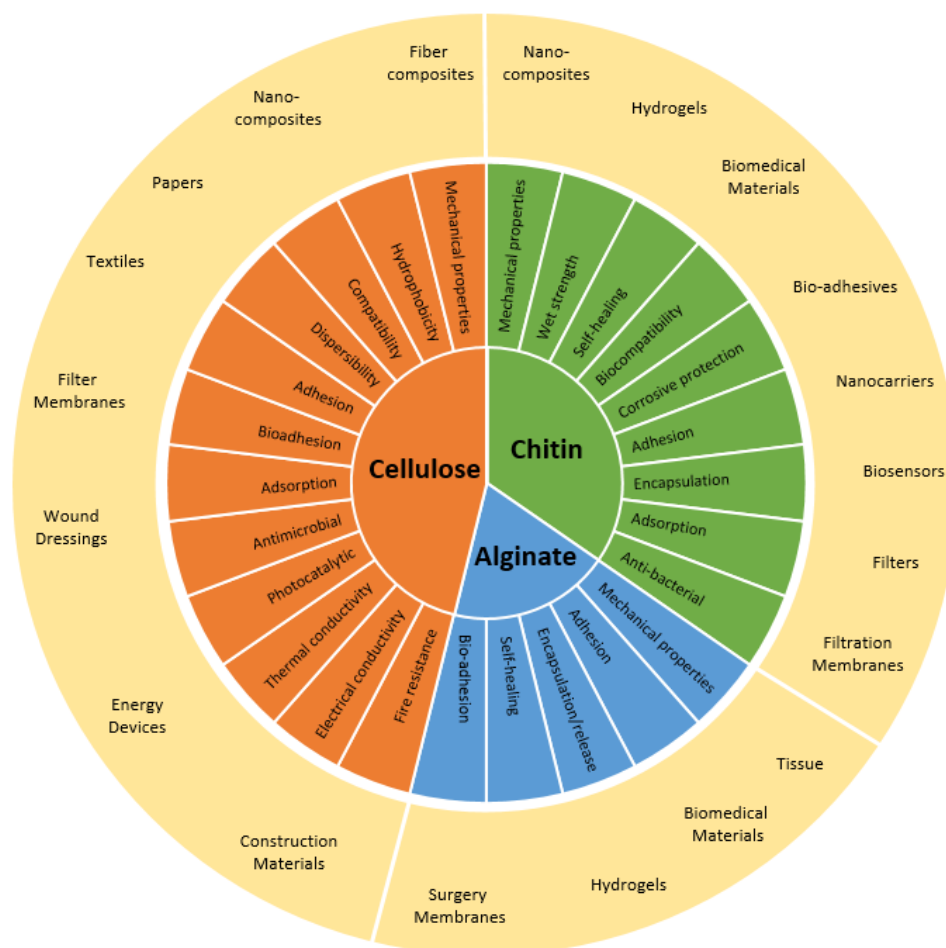 Fiber
composites
Nano-
composites
Papers
Textiles
Filter
Membranes
Wound
Dressings
Energy
Devices
Construction
Materials
Nano-
composites
Hydrogels
Biomedical
Materials
Bio-adhesives
Nanocarriers
Biosensors
Filters
Filtration
Membranes
Tissue
Biomedical
Materials
Hydrogels
Surgery
Membranes
Cellulose
Mechanical properties
Hydrophobicity
Compatibility
Dispersibility
Adhesion
Bioadhesion
Adsorption
Antimicrobial
Photocatalytic
Thermal conductivity
Electrical conductivity
Fire resistance
Chitin
Mechanical properties
Wet strength
Self-healing
Biocompatibility
Corrosive protection
Adhesion
Encapsulation
Adsorption
Anti-bacterial
Alginate
Mechanical properties
Adhesion
Encapsulation/release
Self-healing
Bio-adhesion